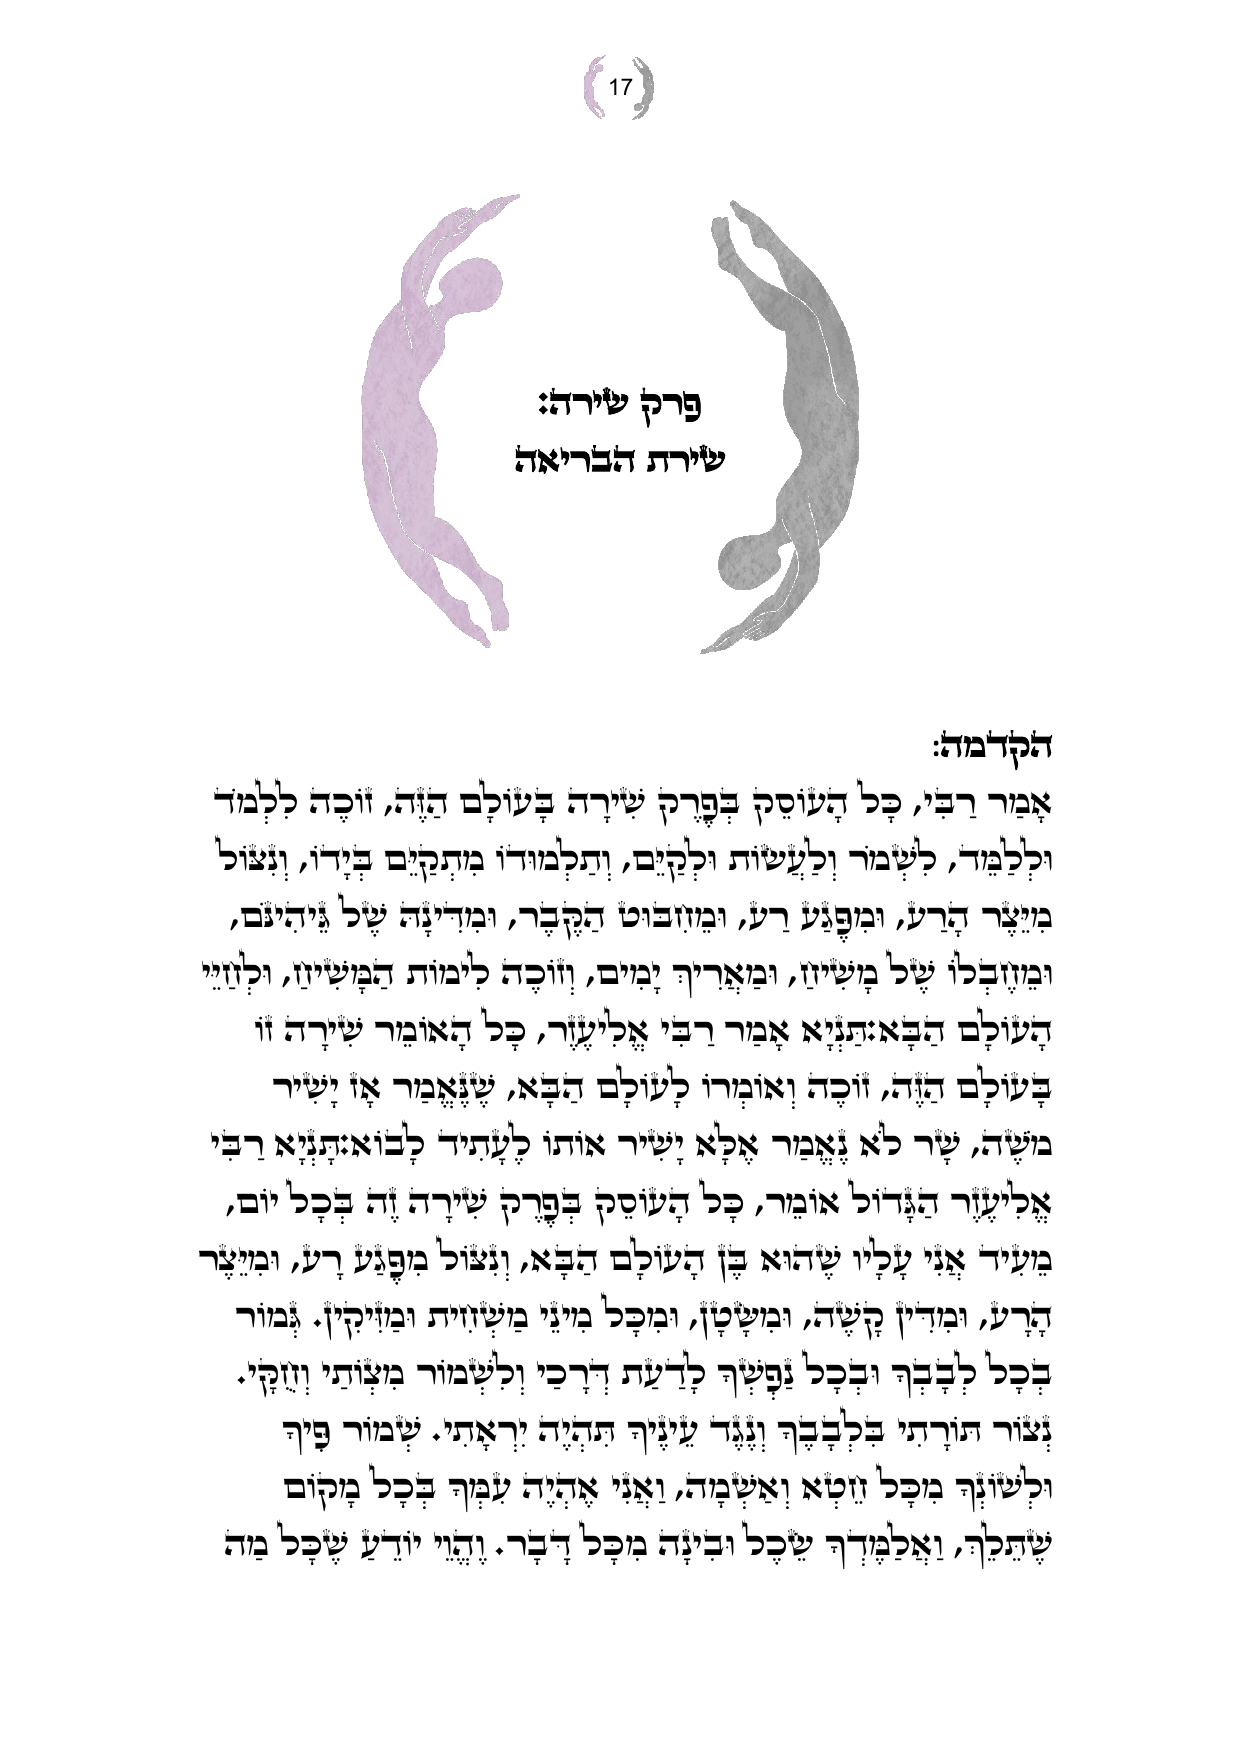 17
פרק שירה:
שירת הבריאה
הקדמה:
אָמַר רַבִּי, כָּל הָעוֹסֵק בְּפֶרֶק שִׁירָה בָּעוֹלָם הַזֶּה, זוֹכֶה לִלְמֹד
וּלְלַמֵּד, לִשְׁמֹר וְלַעֲשׂוֹת וּלְקַיֵּם, וְתַלְמוּדוֹ מִתְקַיֵּם בְּיָדוֹ, וְנִצּוֹל
מִיֵּצֶר הָרַע, וּמִפֶּגַע רַע, וּמֵחִבּוּט הַקֶּבֶר, וּמִדִּינָהּ שֶׁל גֵּיהִינֹּם,
וּמֵחֶבְלוֹ שֶׁל מָשִׁיחַ, וּמַאֲרִיךְ יָמִים, וְזוֹכֶה לִימוֹת הַמָּשִׁיחַ, וּלְחַיֵּי
הָעוֹלָם הַבָּא:תַּנְיָא אָמַר רַבִּי אֱלִיעֶזֶר, כָּל הָאוֹמֵר שִׁירָה זוֹ
בָּעוֹלָם הַזֶּה, זוֹכֶה וְאוֹמְרוֹ לָעוֹלָם הַבָּא, שֶׁנֶּאֱמַר אָז יָשִׁיר
מֹשֶׁה, שָׁר לֹא נֶאֱמַר אֶלָּא יָשִׁיר אוֹתוֹ לֶעָתִיד לָבוֹא:תָּנְיָא רַבִּי
אֱלִיעֶזֶר הַגָּדוֹל אוֹמֵר, כָּל הָעוֹסֵק בְּפֶרֶק שִׁירָה זֶה בְּכָל יוֹם,
מֵעִיד אֲנִי עָלָיו שֶׁהוּא בֶּן הָעוֹלָם הַבָּא, וְנִצּוֹל מִפֶּגַע רָע, וּמִיֵּצֶר
הָרָע, וּמִדִּין קָשֶׁה, וּמִשָּׂטָן, וּמִכָּל מִינֵי מַשְׁחִית וּמַזִּיקִין. גְּמוֹר
בְּכָל לְבָבְךָ וּבְכָל נַפְשְׁךָ לָדַעַת דְּרָכַי וְלִשְׁמוֹר מִצְוֹתַי וְחֻקָּי.
נְצוֹר תּוֹרָתִי בִּלְבָבֶךָ וְנֶגֶד עֵינֶיךָ תִּהְיֶה יִרְאָתִי. שְׁמוֹר פִּיךָ
וּלְשׁוֹנְךָ מִכָּל חֵטְא וְאַשְׁמָה, וַאֲנִי אֶהְיֶה עִמְּךָ בְּכָל מָקוֹם
שֶׁתֵּלֵךְ, וַאֲלַמֶּדְךָ שֵׂכֶל וּבִינָה מִכָּל דָּבָר. וֶהֱוֵי יוֹדֵעַ שֶׁכָּל מַה